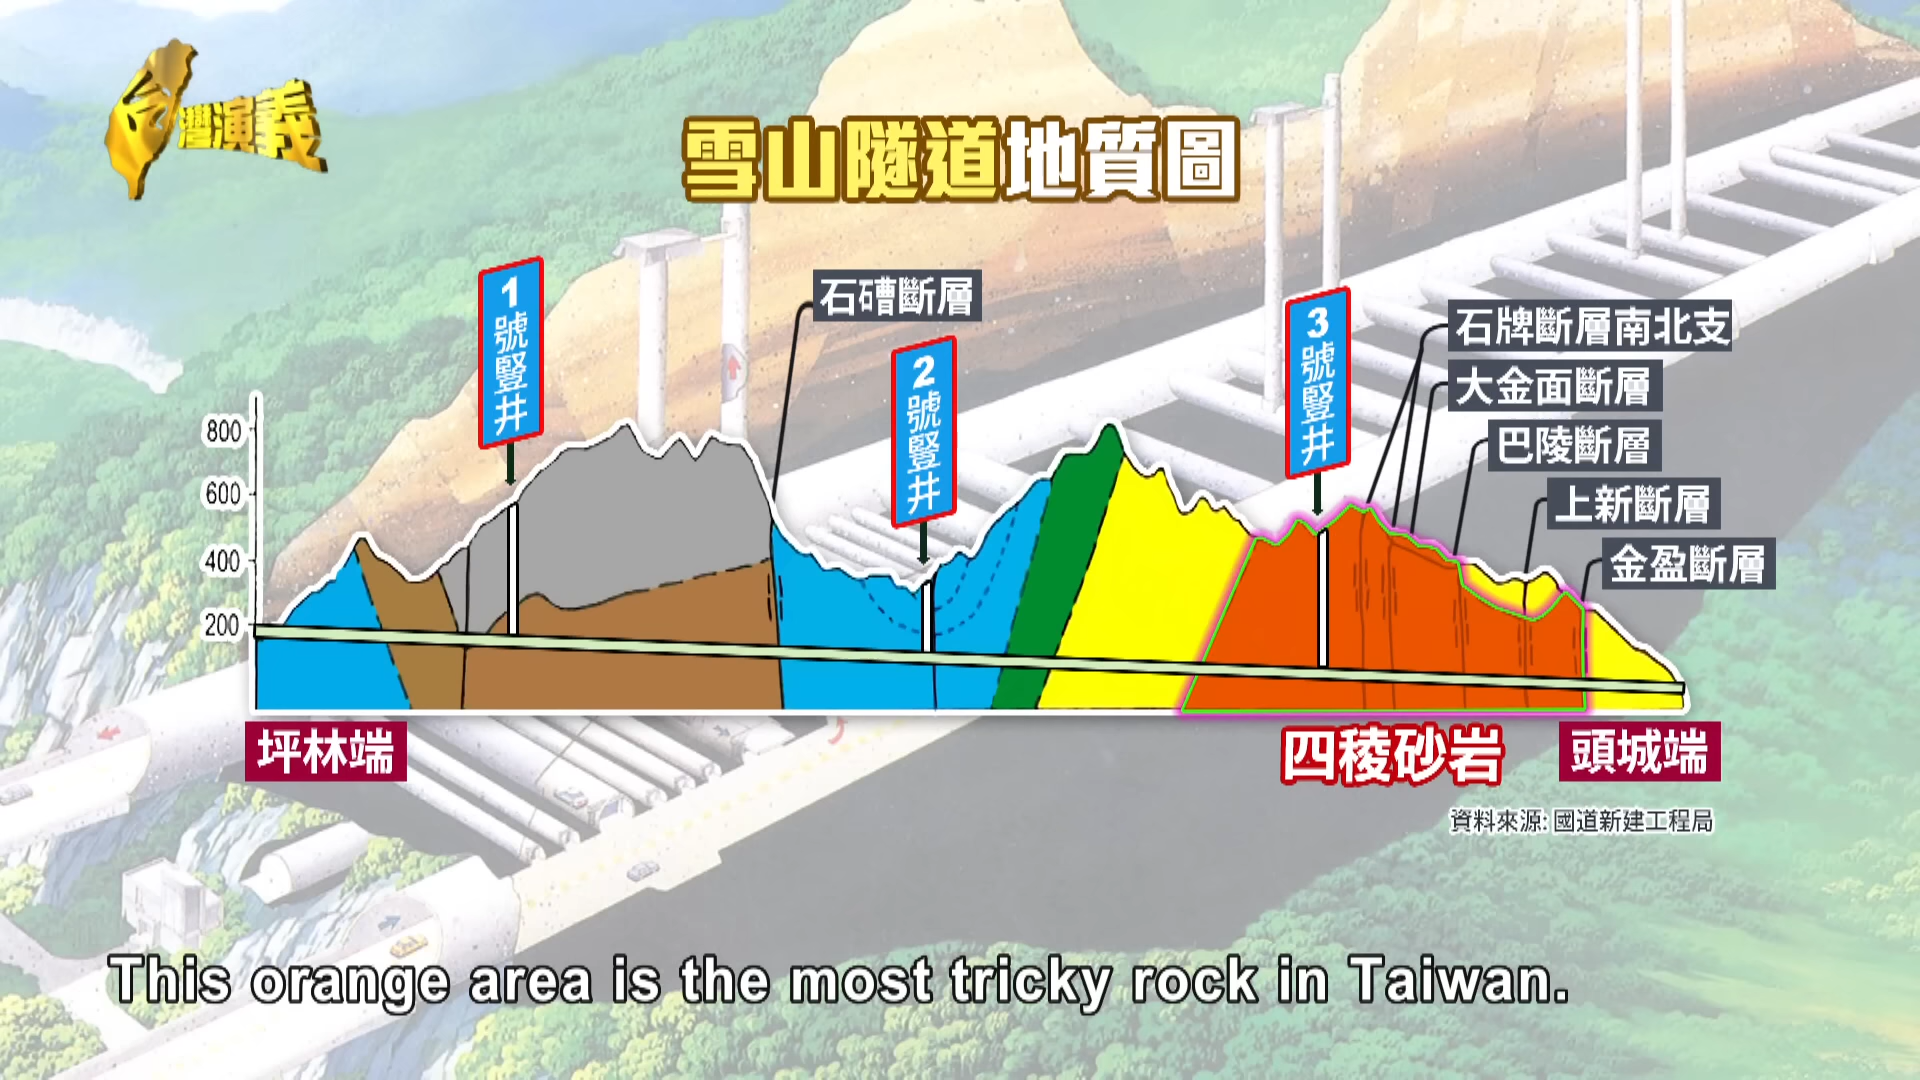 台灣演義
雪山隧道地質圖
1號豎井
石𥕢斷層
2號豎井
3號豎井
石牌斷層南北支
大金面斷層
巴陵斷層
上新斷層
金盈斷層
800
600
400
200
坪林端
四稜砂岩
頭城端
資料來源:國道新建工程局
This orange area is the most tricky rock in Taiwan.